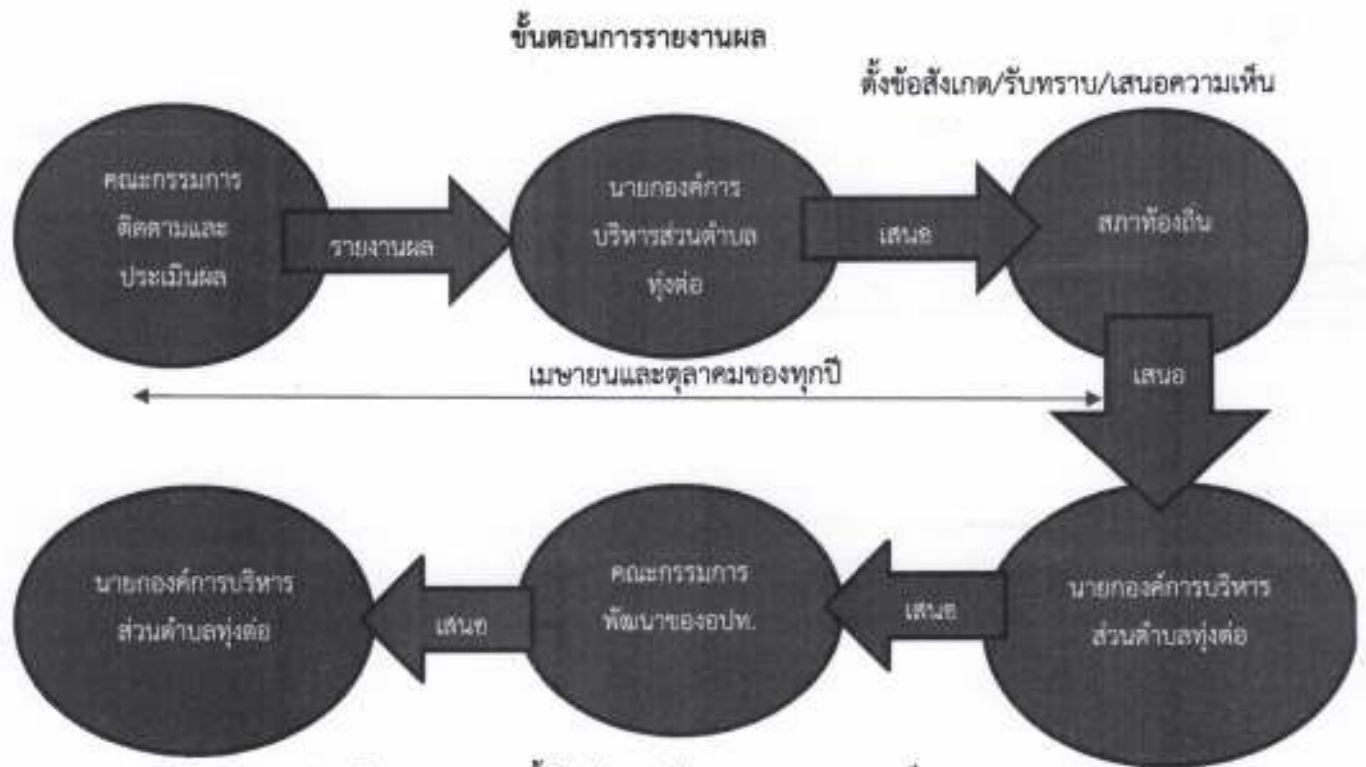 ขั้นตอนการรายงานผล
ตั้งข้อสังเกต/รับทราบ/เสนอความเห็น
คณะกรรมการ
ติดตามและ
ประเมินผล
รายงานผล
นายกองค์การ
บริหารส่วนตำบล
ทุ่งต่อ
เสนอ
สภาท้องถิ่น
เมษายนและตุลาคมของทุกปี
เสนอ
นายกองค์การบริหาร
ส่วนตำบลทุ่งต่อ
เสนอ
คณะกรรมการ
พัฒนาของอปท.
เสนอ
นายกองค์การบริหาร
ส่วนตำบลทุ่งต่อ